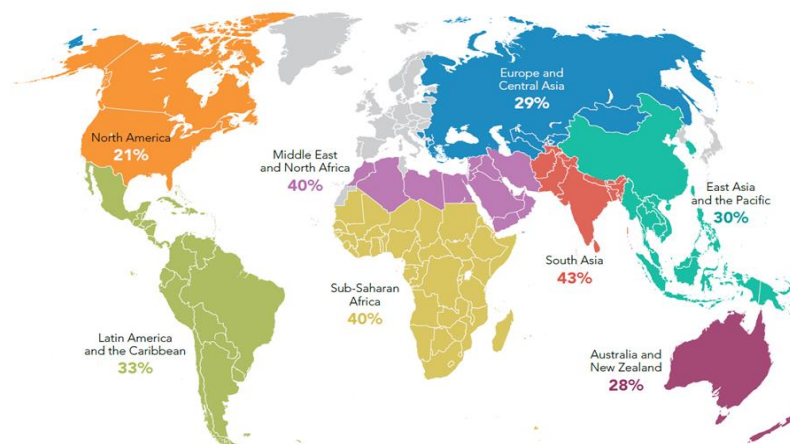 Europe and
Central Asia
29%
North America
21%
Middle East
and North Africa
40%
East Asia
and the Pacific
30%
South Asia
43%
Sub-Saharan
Africa
40%
Latin America
and the Caribbean
33%
Australia and
New Zealand
28%